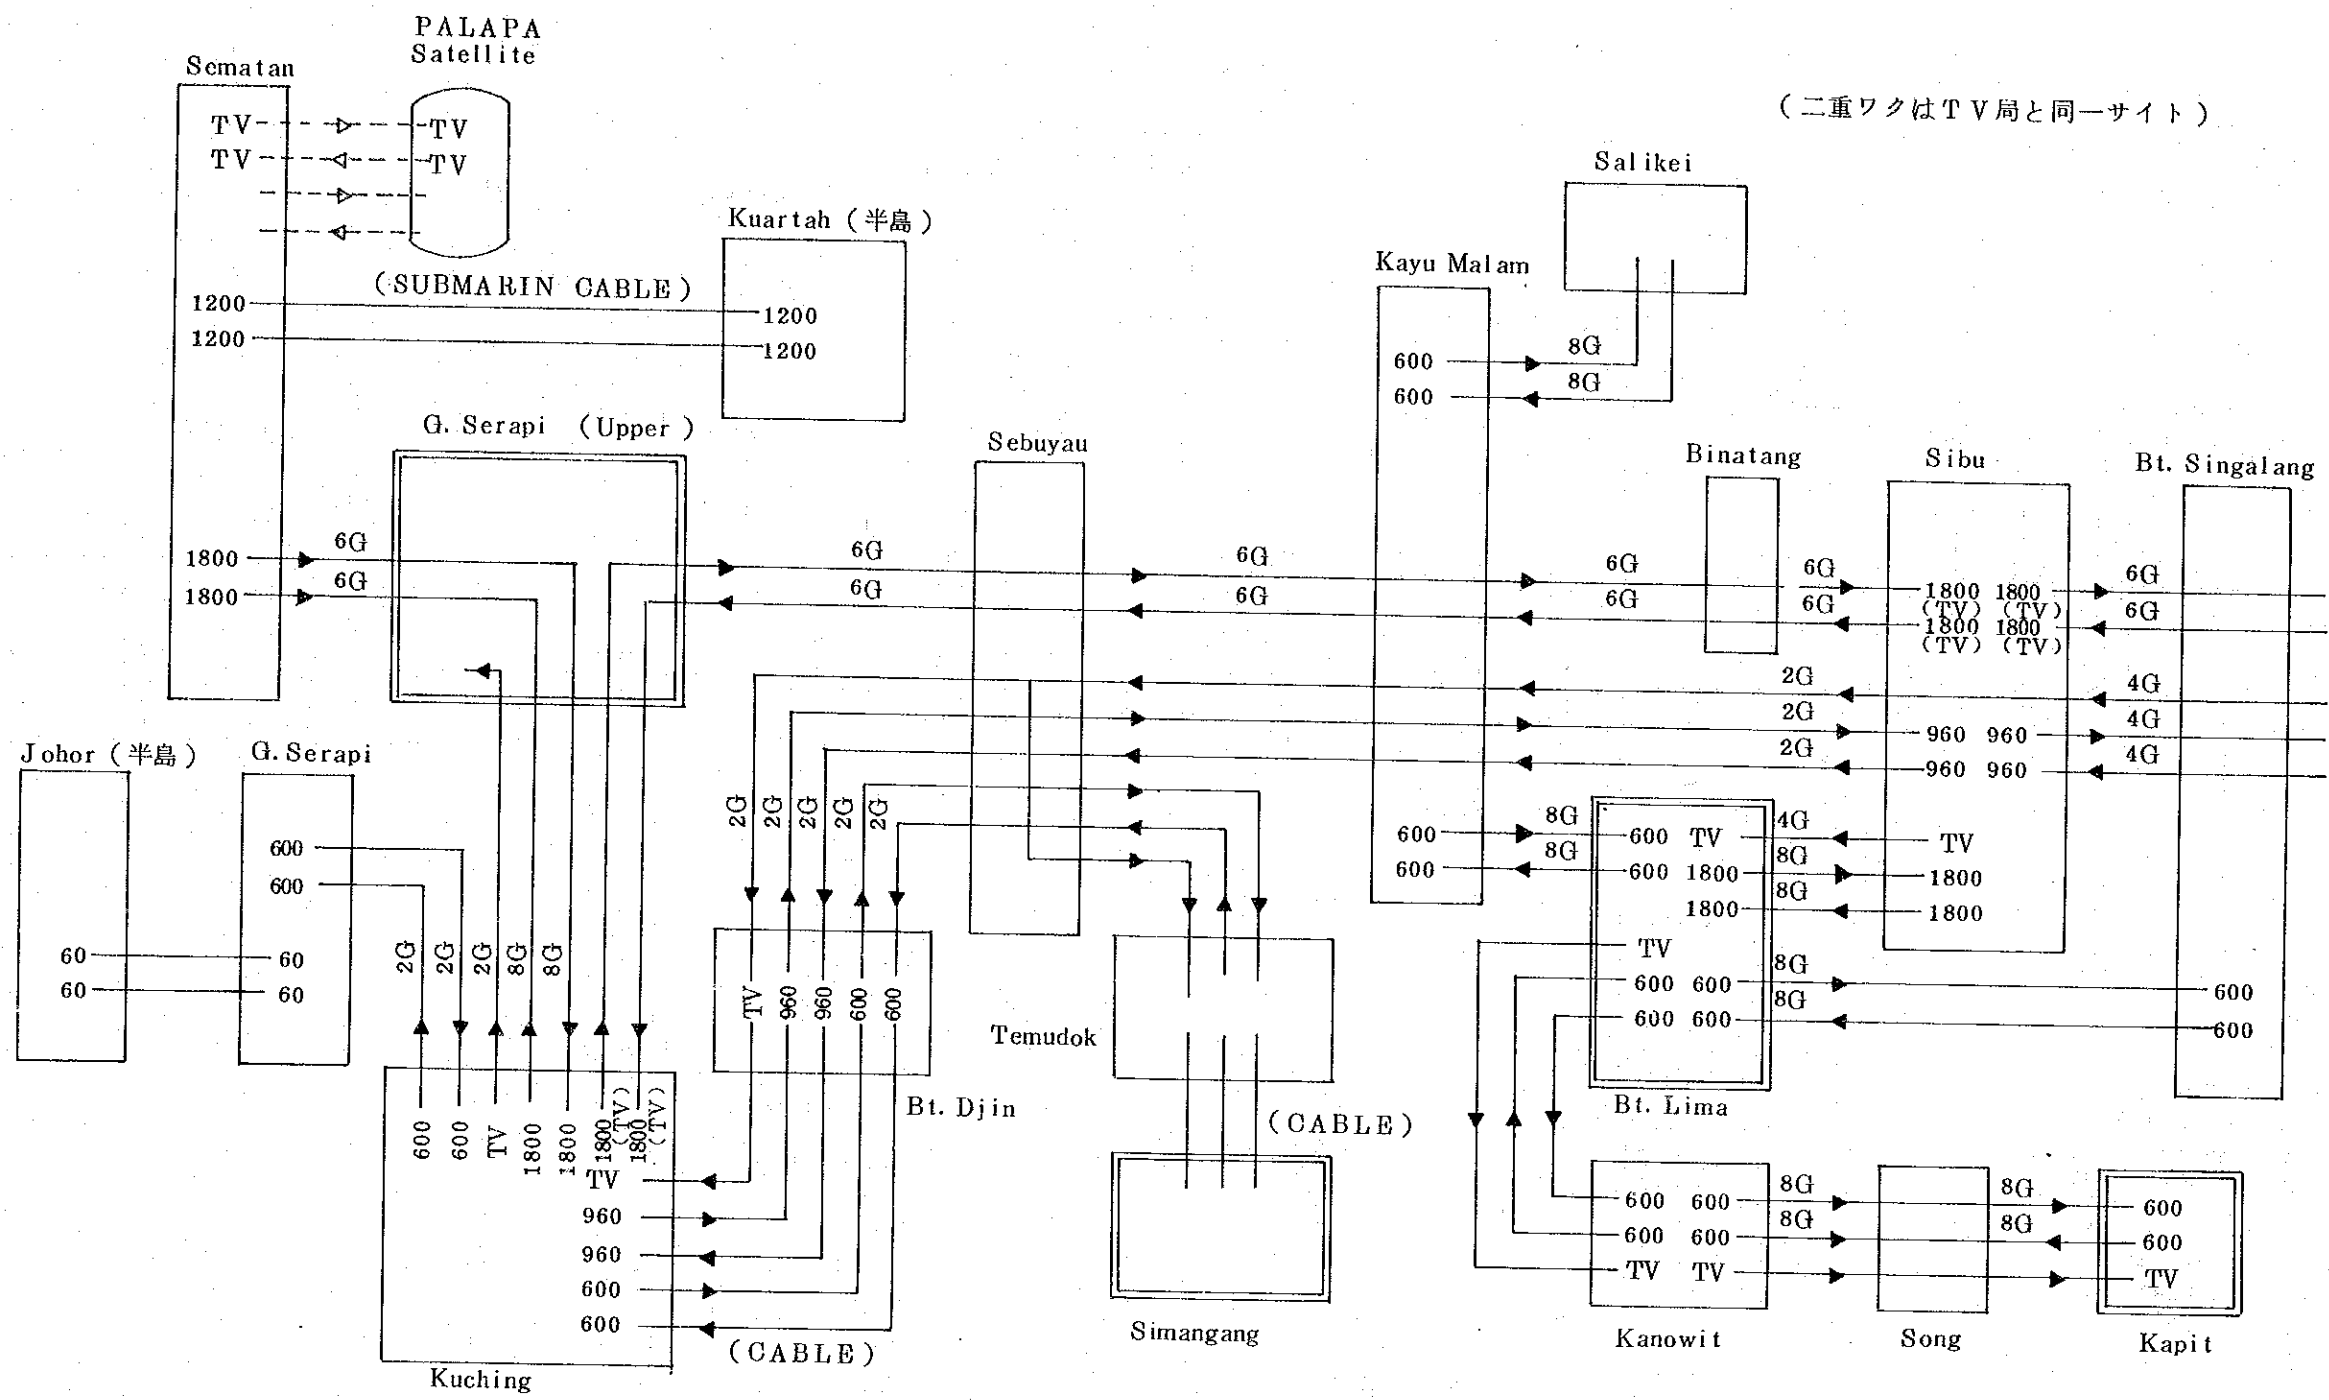 PALAPA
Satellite
Sematan
TV
TV
TV
TV
(二重ワクはTV局と同一サイト)
Salikei
Kuartah (半島)
Kayu Malam
(SUBMARIN CABLE)
1200
1200
1200
1200
600
8G
600
8G
G. Serapi (Upper)
Sebuyau
Binatang
Sibu
Bt. Singalang
1800
6G
6G
6G
6G
6G
6G
1800
6G
6G
6G
6G
6G
6G
1800 1800
(TV) (TV)
1800 1800
(TV) (TV)
2G
4G
2G
4G
960 960
2G
4G
960 960
Johor (半島)
G.Serapi
600
600
60
60
60
60
2G
2G
2G
8G
8G
2G
2G
2G
2G
2G
600
8G
600
TV
4G
TV
600
8G
600
1800
8G
1800
1800
8G
1800
TV
600
600
8G
600
600
600
8G
600
Bt. Lima
TV
960
960
600
600
Bt. Djin
Temudok
(CABLE)
600
600
TV
1800
1800
1800
(TV)
1800
(TV)
TV
960
960
600
600
(CABLE)
Kuching
Simangang
600
600
8G
8G
600
600
600
8G
8G
600
TV
TV
TV
Kanowit
Song
Kapit